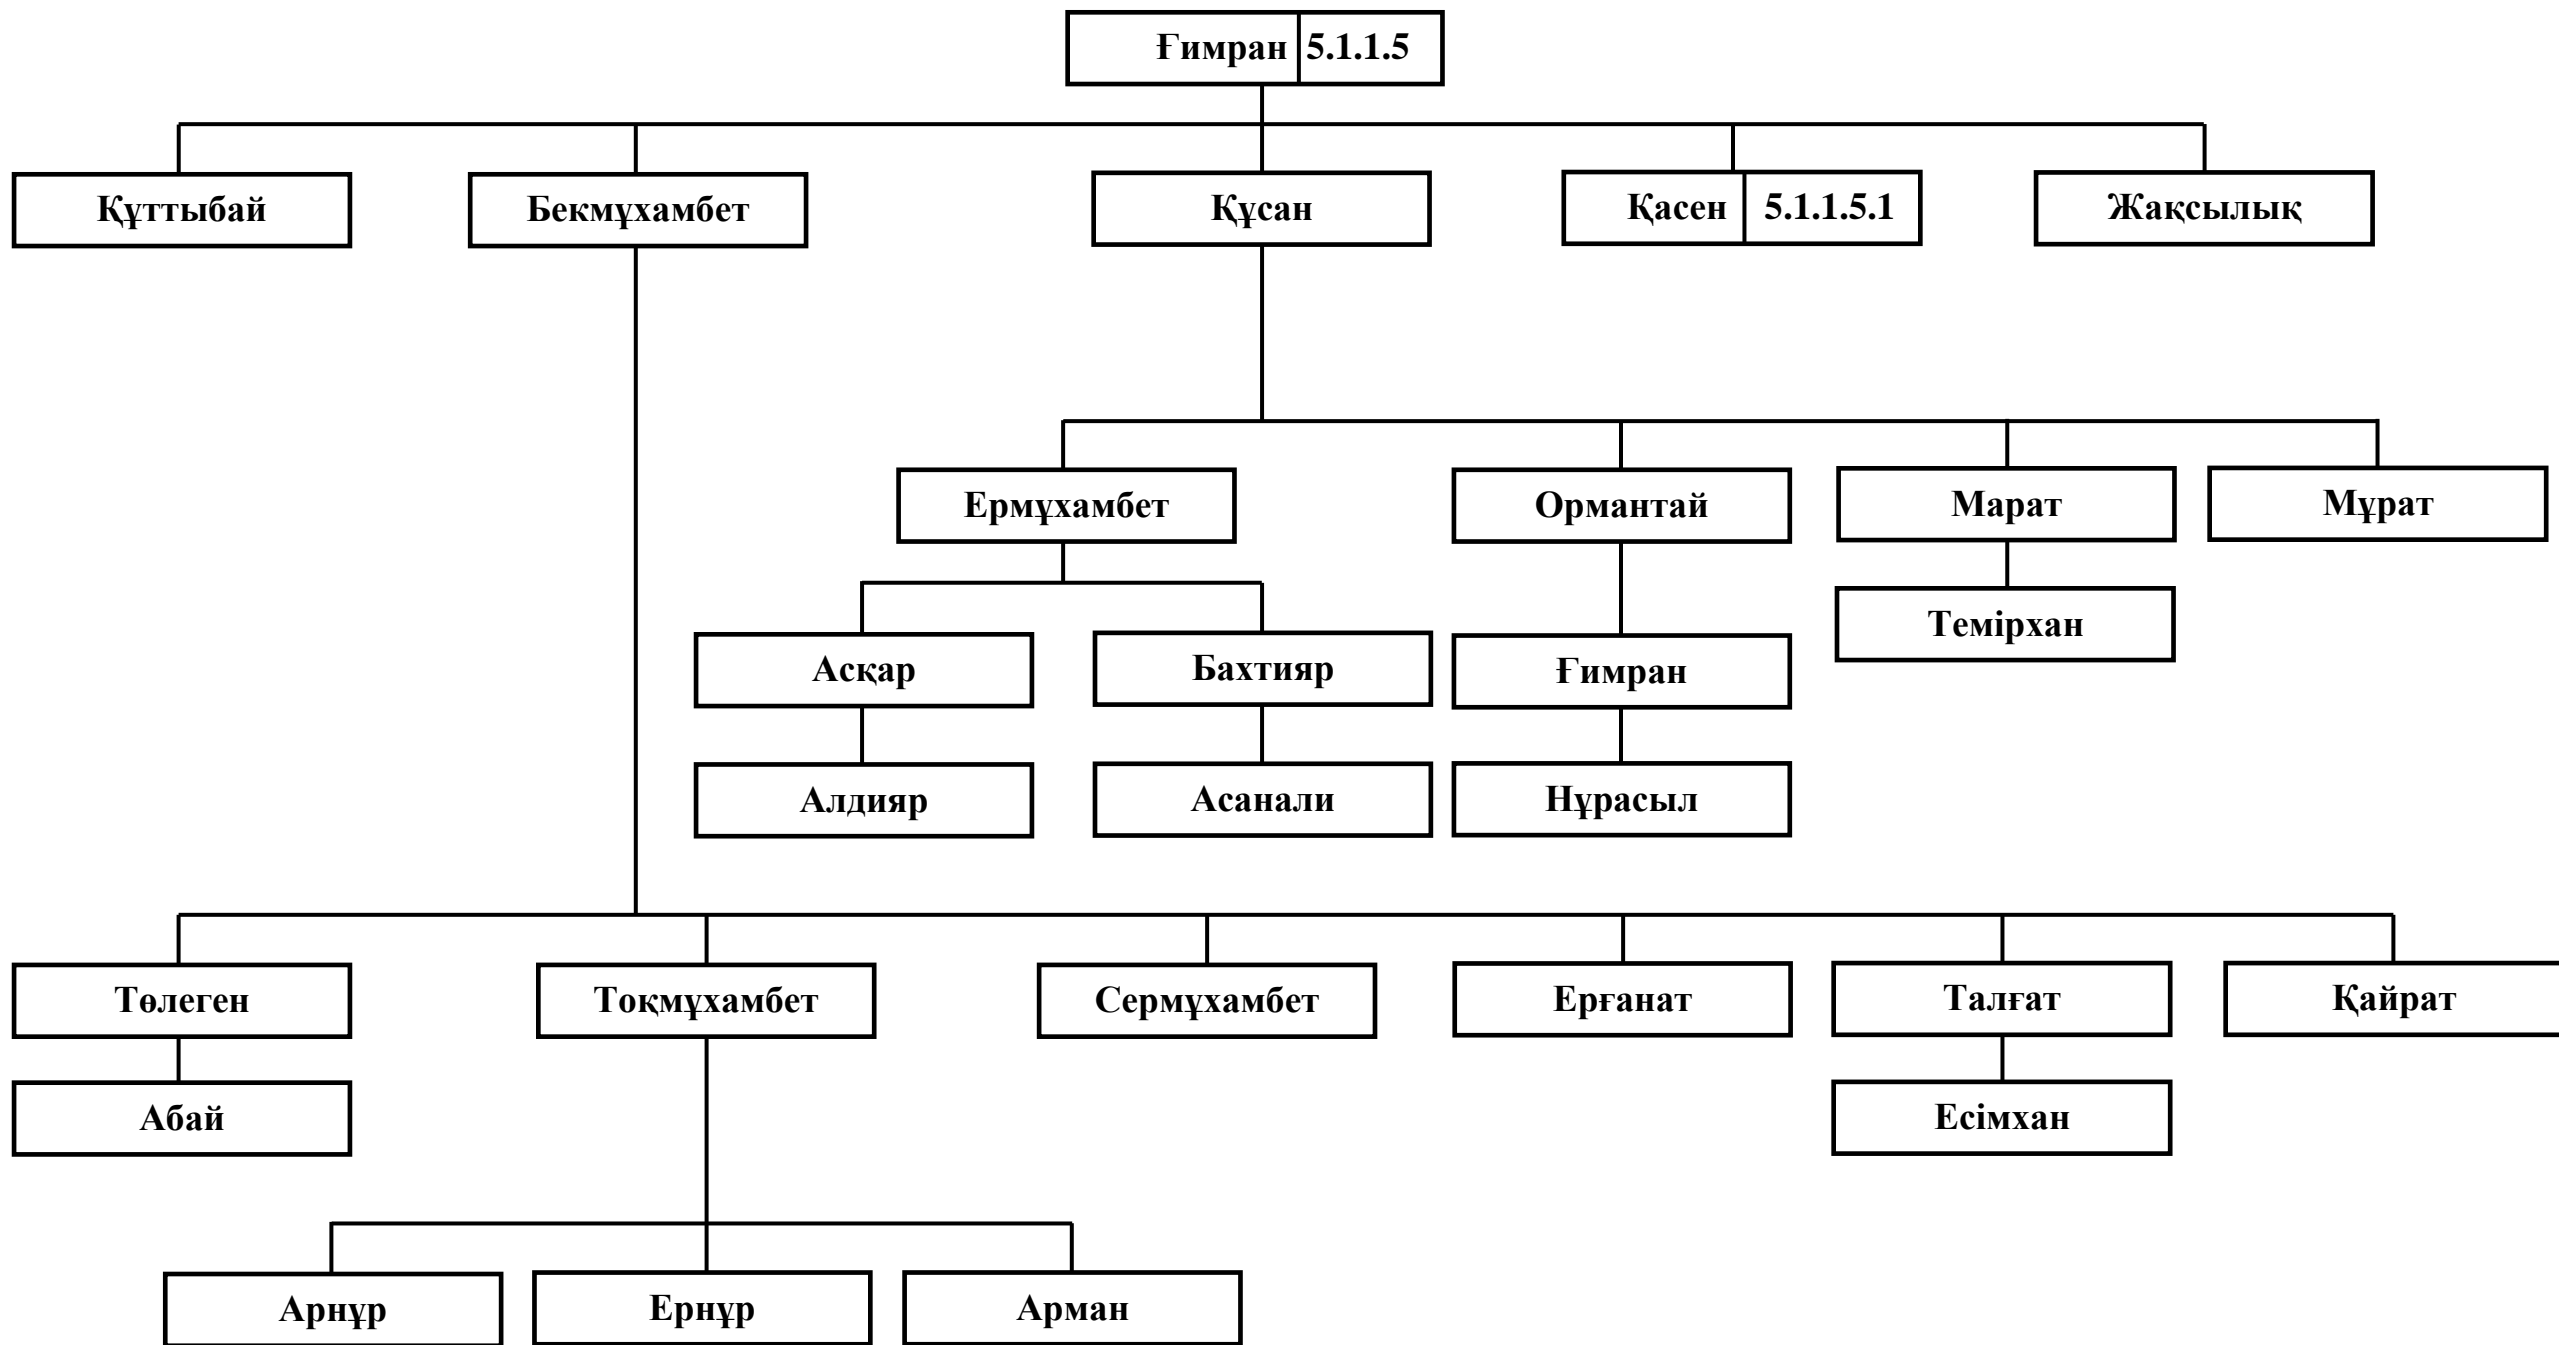 Ғимран 5.1.1.5
Құттыбай
Бекмұхамбет
Құсан
Қасен 5.1.1.5.1
Жақсылық
Ермұхамбет
Ормантай
Марат
Мұрат
Темірхан
Асқар
Бахтияр
Ғимран
Алдияр
Асанали
Нұрасыл
Төлеген
Тоқмұхамбет
Сермұхамбет
Ерғанат
Талғат
Қайрат
Абай
Есімхан
Арнұр
Ернұр
Арман